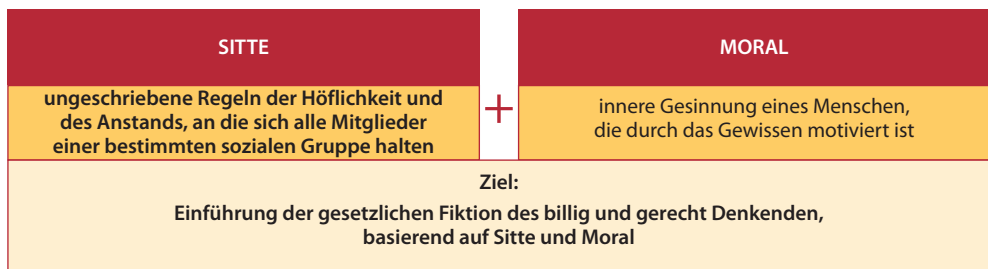 SITTE
ungeschriebene Regeln der Höflichkeit und
des Anstands, an die sich alle Mitglieder
einer bestimmten sozialen Gruppe halten
+
MORAL
innere Gesinnung eines Menschen,
die durch das Gewissen motiviert ist
Ziel:
Einführung der gesetzlichen Fiktion des billig und gerecht Denkenden,
basierend auf Sitte und Moral